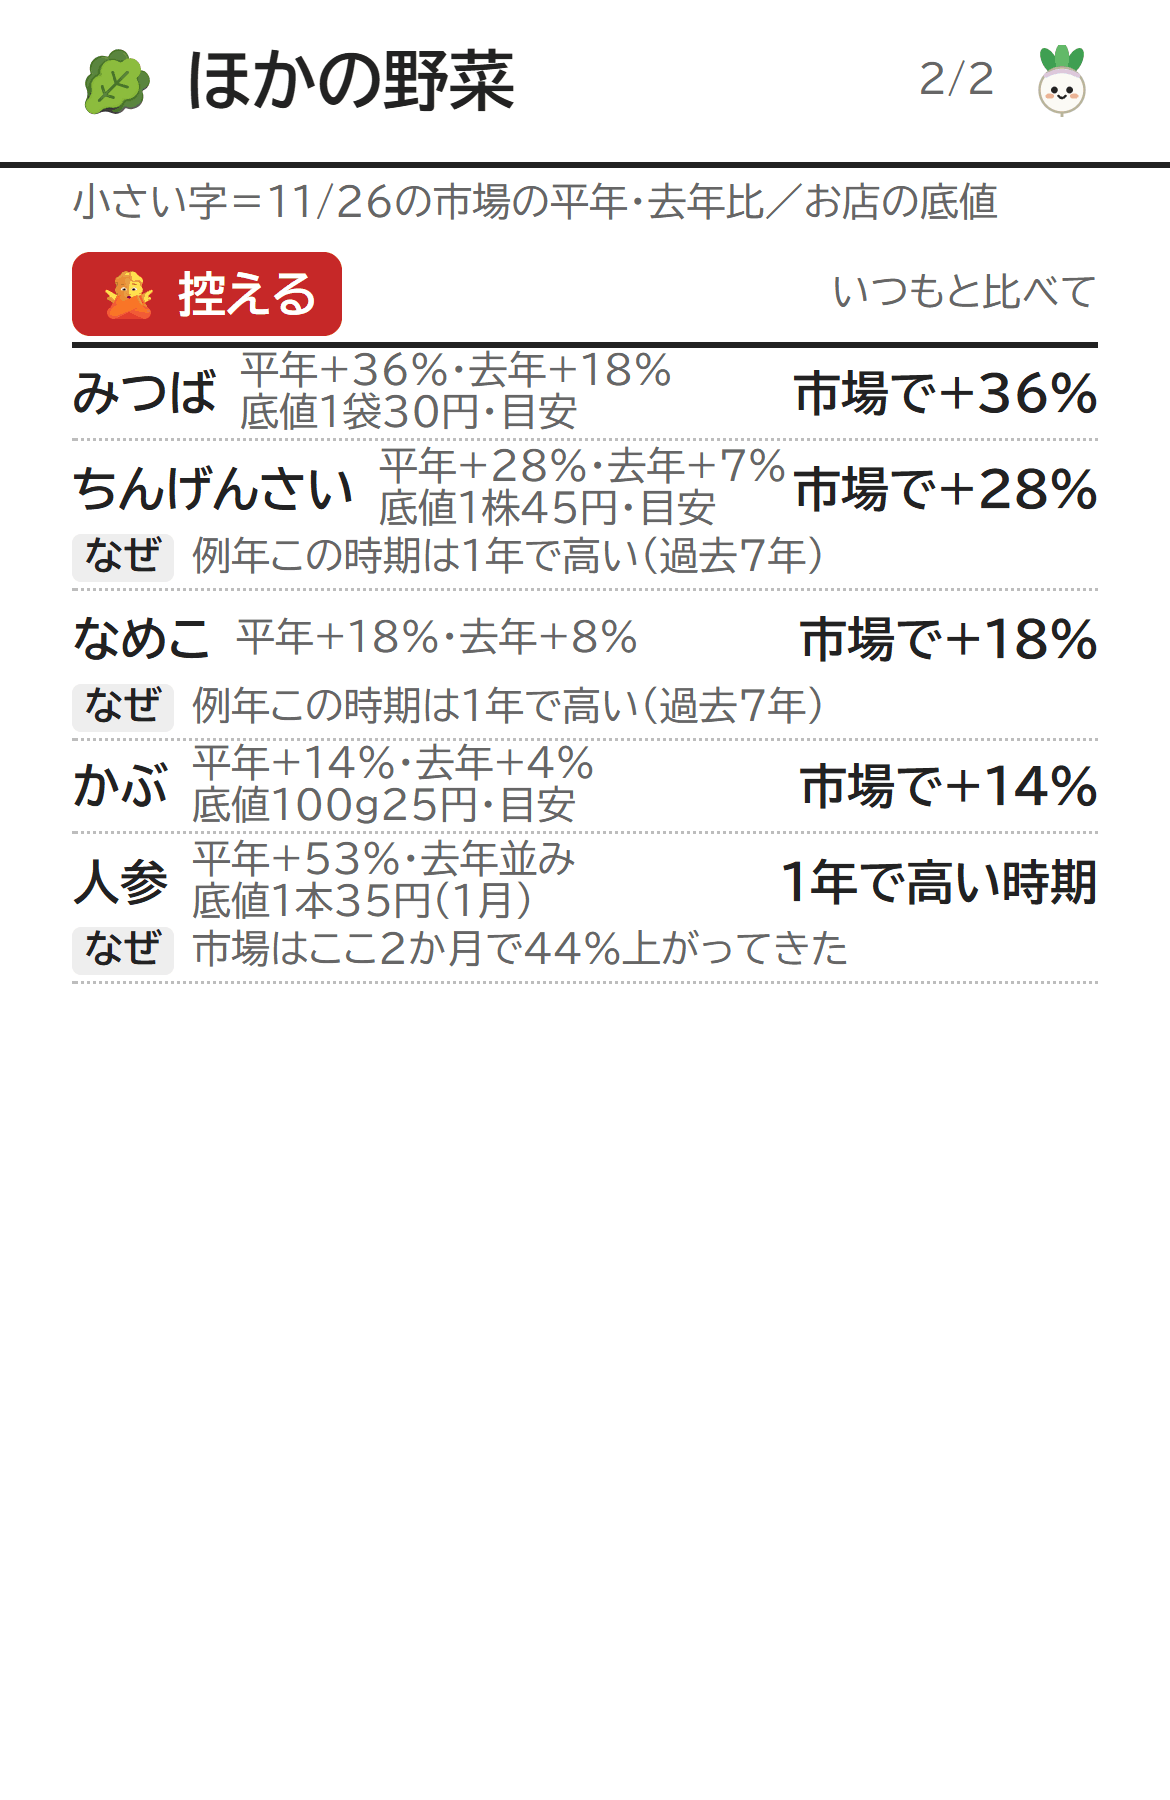 ほかの野菜
2/2
小さい字＝11/26の市場の平年・去年比／お店の底値
控える
いつもと比べて
みつば
平年+36%・去年+18%
底値1袋30円・目安
市場で+36%
ちんげんさい
平年+28%・去年+7%
底値1株45円・目安
市場で+28%
なぜ 例年この時期は1年で高い（過去7年）
なめこ
平年+18%・去年+8%
市場で+18%
なぜ 例年この時期は1年で高い（過去7年）
かぶ
平年+14%・去年+4%
底値100g25円・目安
市場で+14%
人参
平年+53%・去年並み
底値1本35円（1月）
1年で高い時期
なぜ 市場はここ2か月で44%上がってきた